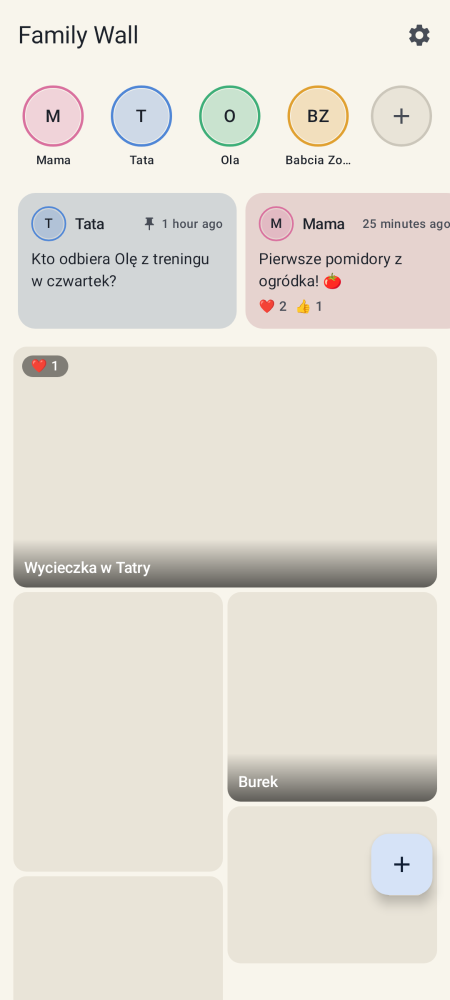 Family Wall
M
T
O
BZ
Mama
Tata
Ola
Babcia Zo...
T
Tata
1 hour ago
Kto odbiera Olę z treningu
w czwartek?
M
Mama
25 minutes ago
Pierwsze pomidory z
ogródka! 🍅
❤️ 2 👍 1
❤️ 1
Wycieczka w Tatry
Burek